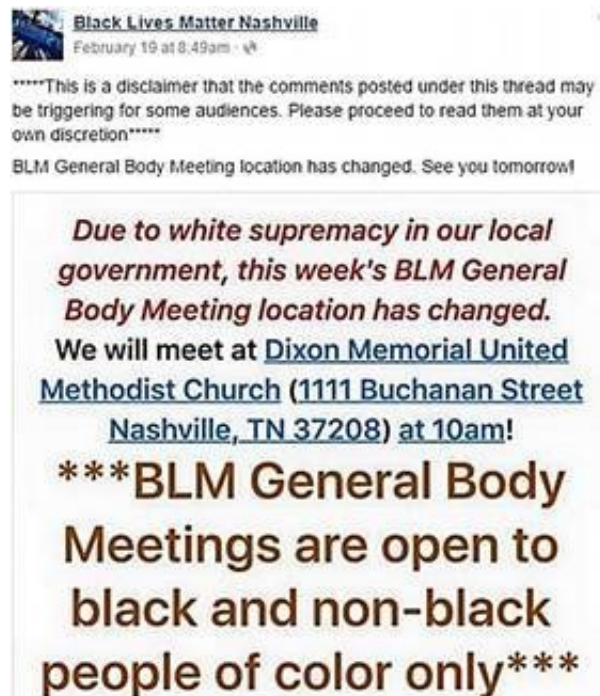 Black Lives Matter Nashville
February 19 at 8:49am ·
*****This is a disclaimer that the comments posted under this thread may
be triggering for some audiences. Please proceed to read them at your
own discretion*****
BLM General Body Meeting location has changed. See you tomorrow!
Due to white supremacy in our local
government, this week's BLM General
Body Meeting location has changed.
We will meet at Dixon Memorial United
Methodist Church (1111 Buchanan Street
Nashville, TN 37208) at 10am!
***BLM General Body
Meetings are open to
black and non-black
people of color only***